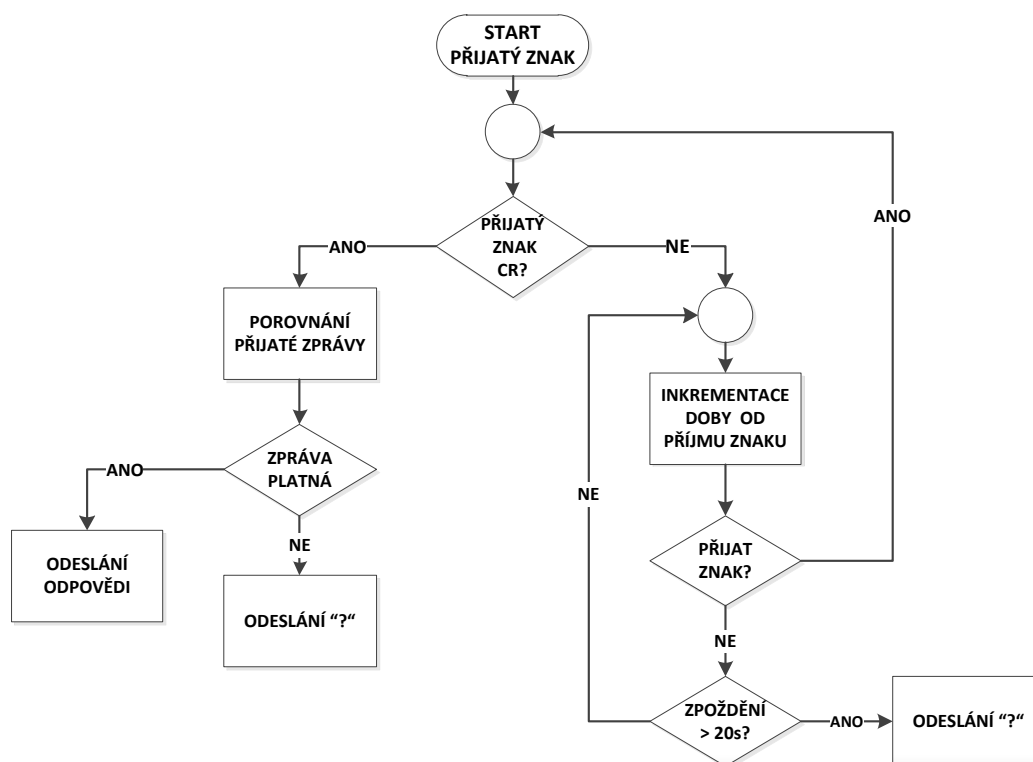 START
PŘIJATÝ ZNAK
ANO
PŘIJATÝ
ZNAK
CR?
ANO
NE
POROVNÁNÍ
PŘIJATÉ ZPRÁVY
INKREMENTACE
DOBY OD
PŘÍJMU ZNAKU
ZPRÁVA
PLATNÁ
ANO
NE
NE
PŘIJAT
ZNAK?
ODESLÁNÍ
ODPOVĚDI
ODESLÁNÍ “?“
NE
ZPOŽDĚNÍ
> 20s?
ANO
ODESLÁNÍ “?“